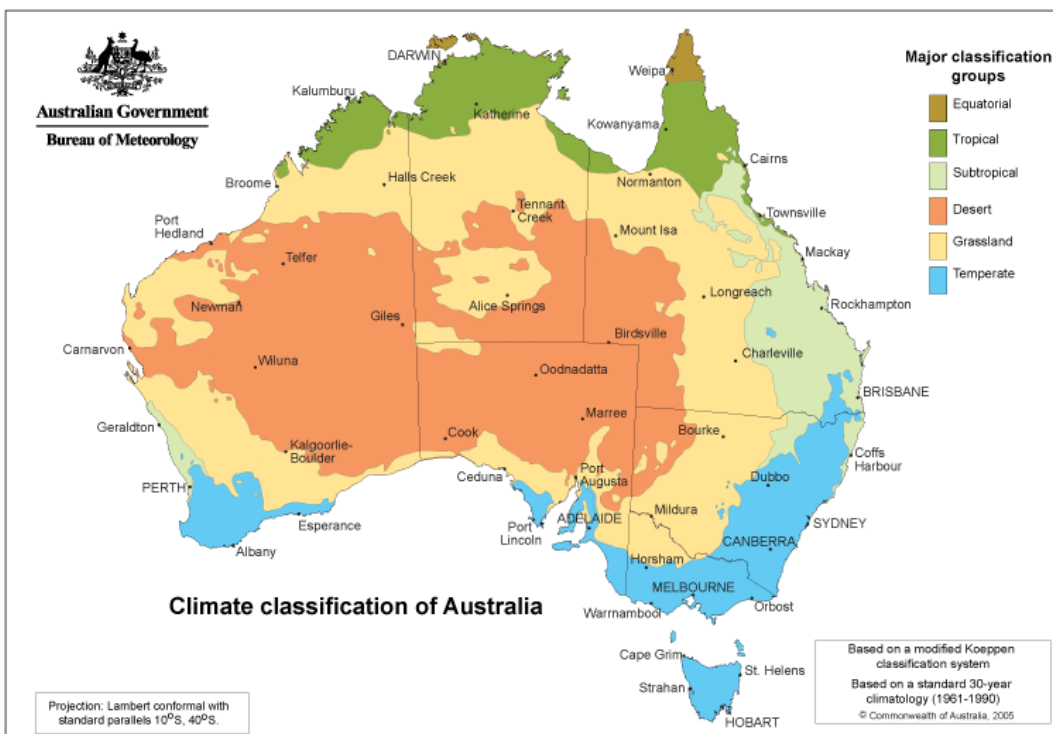 Australian Government
Bureau of Meteorology
Major classification
groups
Equatorial
Tropical
Subtropical
Desert
Grassland
Temperate
DARWIN
Weipa
Kalumburu
Katherine
Kowanyama
Cairns
Broome
Halls Creek
Normanton
Port
Hedland
Tennant
Creek
Townsville
Mount Isa
Mackay
Telfer
Newman
Alice Springs
Longreach
Rockhampton
Giles
Birdsville
Carnarvon
Wiluna
Oodnadatta
Charleville
BRISBANE
Geraldton
Marree
Cook
Bourke
Kalgoorlie-
Boulder
Coffs
Harbour
Ceduna
Port
Augusta
Dubbo
PERTH
Esperance
Port
Lincoln
ADELAIDE
Mildura
SYDNEY
CANBERRA
Albany
Horsham
MELBOURNE
Warrnambool
Orbost
Climate classification of Australia
Cape Grim
St. Helens
Strahan
HOBART
Projection: Lambert conformal with
standard parallels 10°S, 40°S.
Based on a modified Koeppen
classification system
Based on a standard 30-year
climatology (1961-1990)
© Commonwealth of Australia, 2005